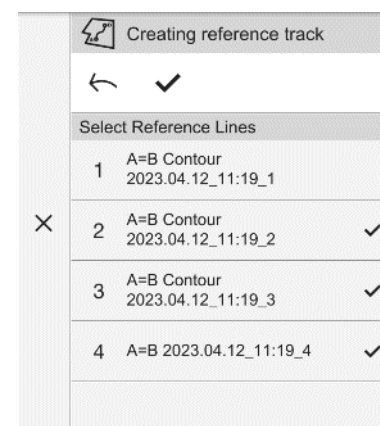 Creating reference track
Select Reference Lines
1
A=B Contour
2023.04.12_11:19_1
2
A=B Contour
2023.04.12_11:19_2
3
A=B Contour
2023.04.12_11:19_3
4
A=B 2023.04.12_11:19_4